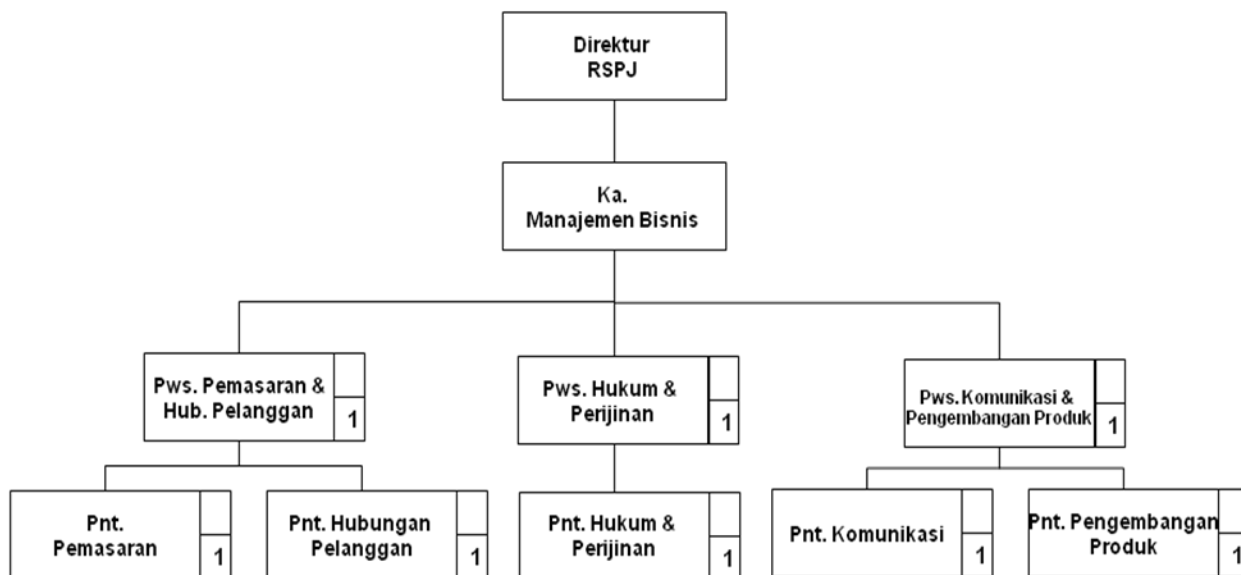 Direktur
RSPJ
Ka.
Manajemen Bisnis
Pws. Pemasaran &
Hub. Pelanggan
1
Pws. Hukum &
Perijinan
1
Pws. Komunikasi &
Pengembangan Produk
1
Pnt.
Pemasaran
1
Pnt. Hubungan
Pelanggan
1
Pnt. Hukum &
Perijinan
1
Pnt. Komunikasi
1
Pnt. Pengembangan
Produk
1